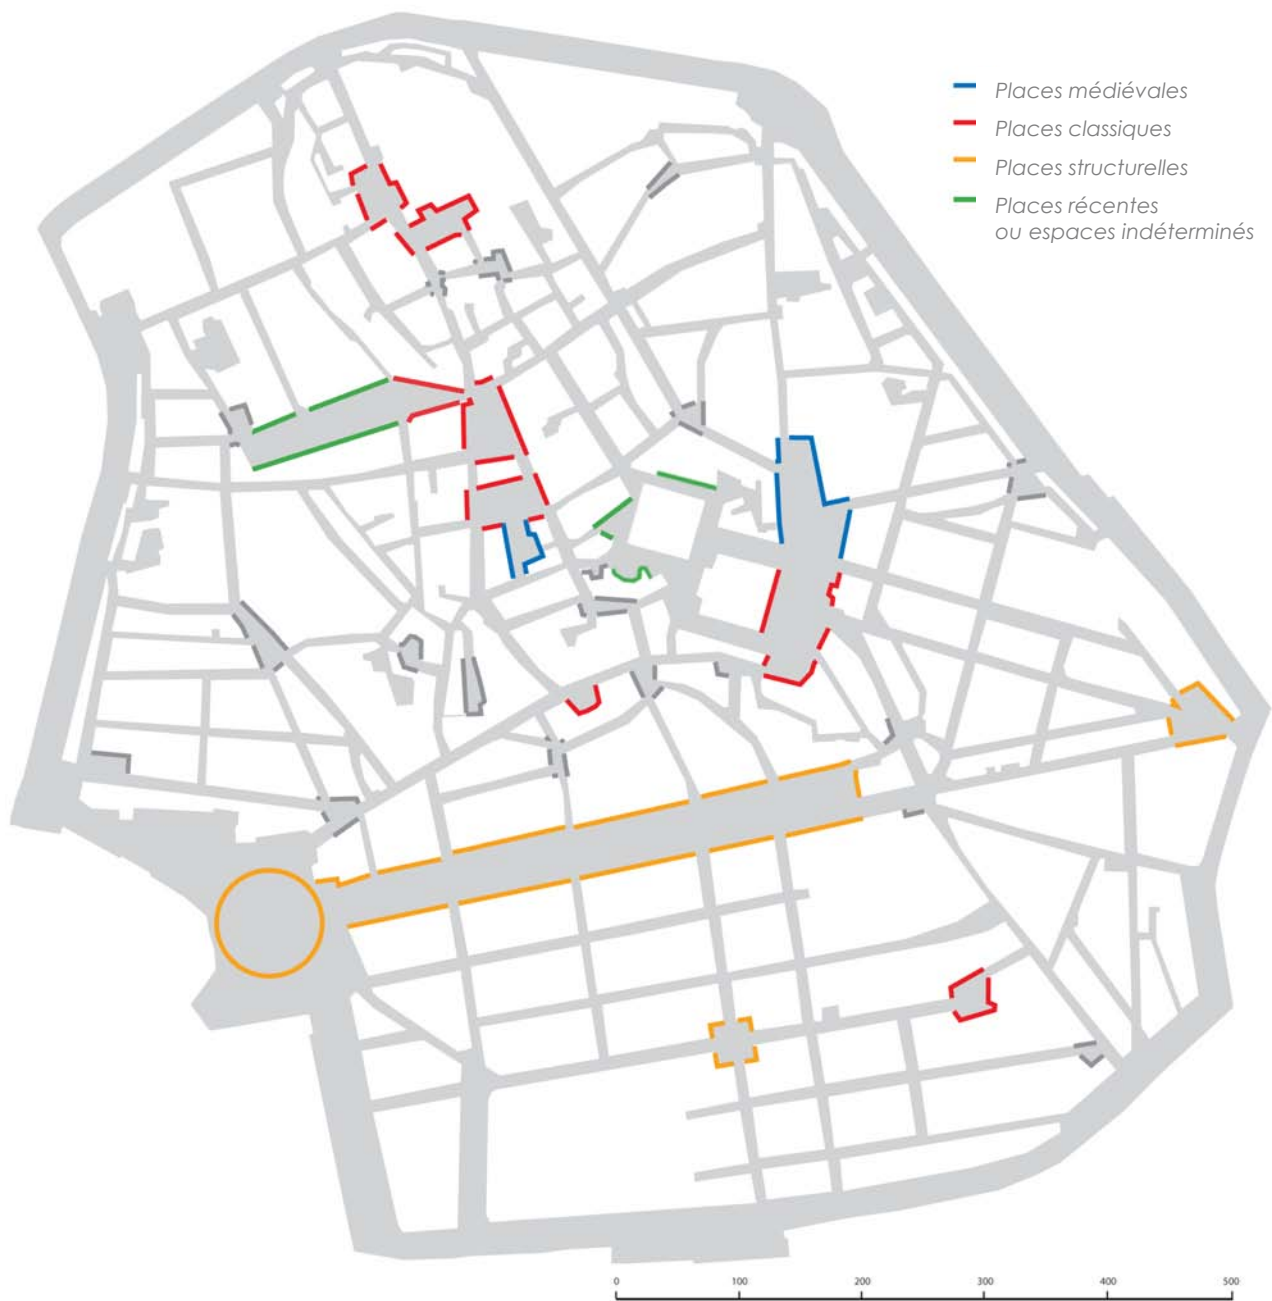 Places médiévales
Places classiques
Places structurelles
Places récentes
ou espaces indéterminés
0 100 200 300 400 500